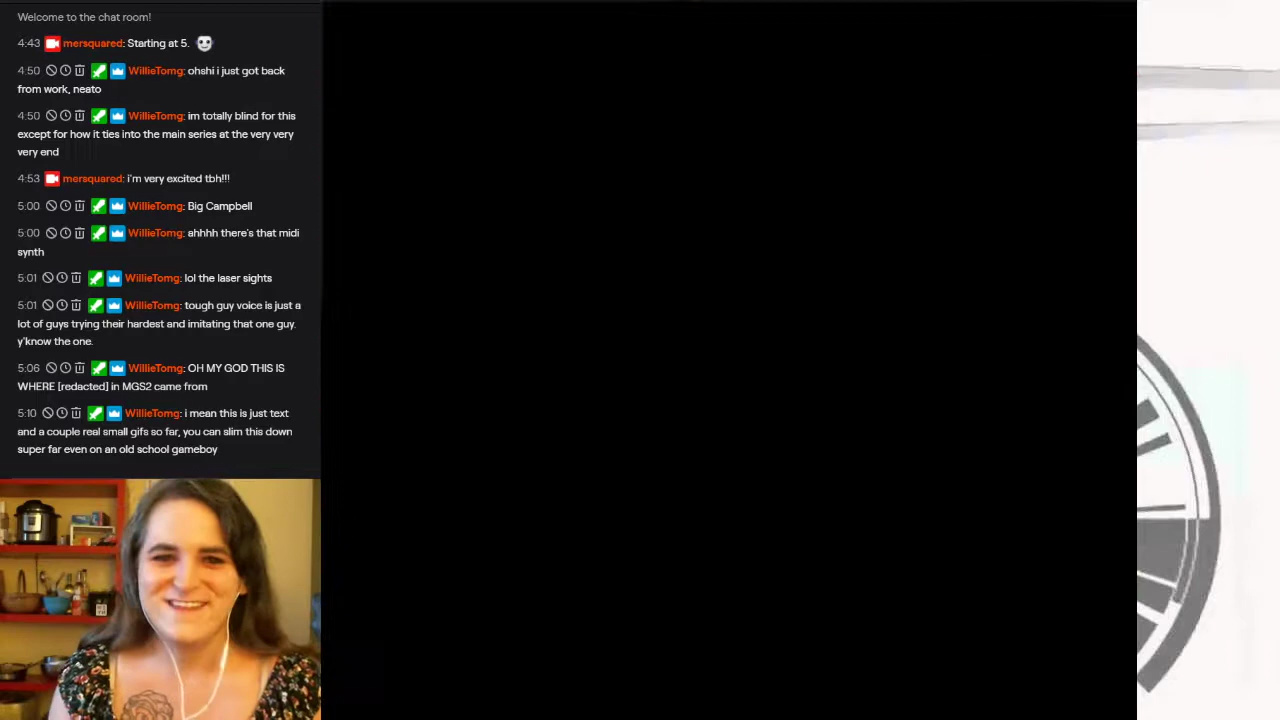 Welcome to the chat room!
4:43 mersquared: Starting at 5.
4:50 WillieTomg: ohshi i just got back
from work, neato
4:50 WillieTomg: im totally blind for this
except for how it ties into the main series at the very very
very end
4:53 mersquared: i'm very excited tbh!!!
5:00 WillieTomg: Big Campbell
5:00 WillieTomg: ahhhh there's that midi
synth
5:01 WillieTomg: lol the laser sights
5:01 WillieTomg: tough guy voice is just a
lot of guys trying their hardest and imitating that one guy.
y'know the one.
5:06 WillieTomg: OH MY GOD THIS IS
WHERE [redacted] in MGS2 came from
5:10 WillieTomg: i mean this is just text
and a couple real small gifs so far, you can slim this down
super far even on an old school gameboy